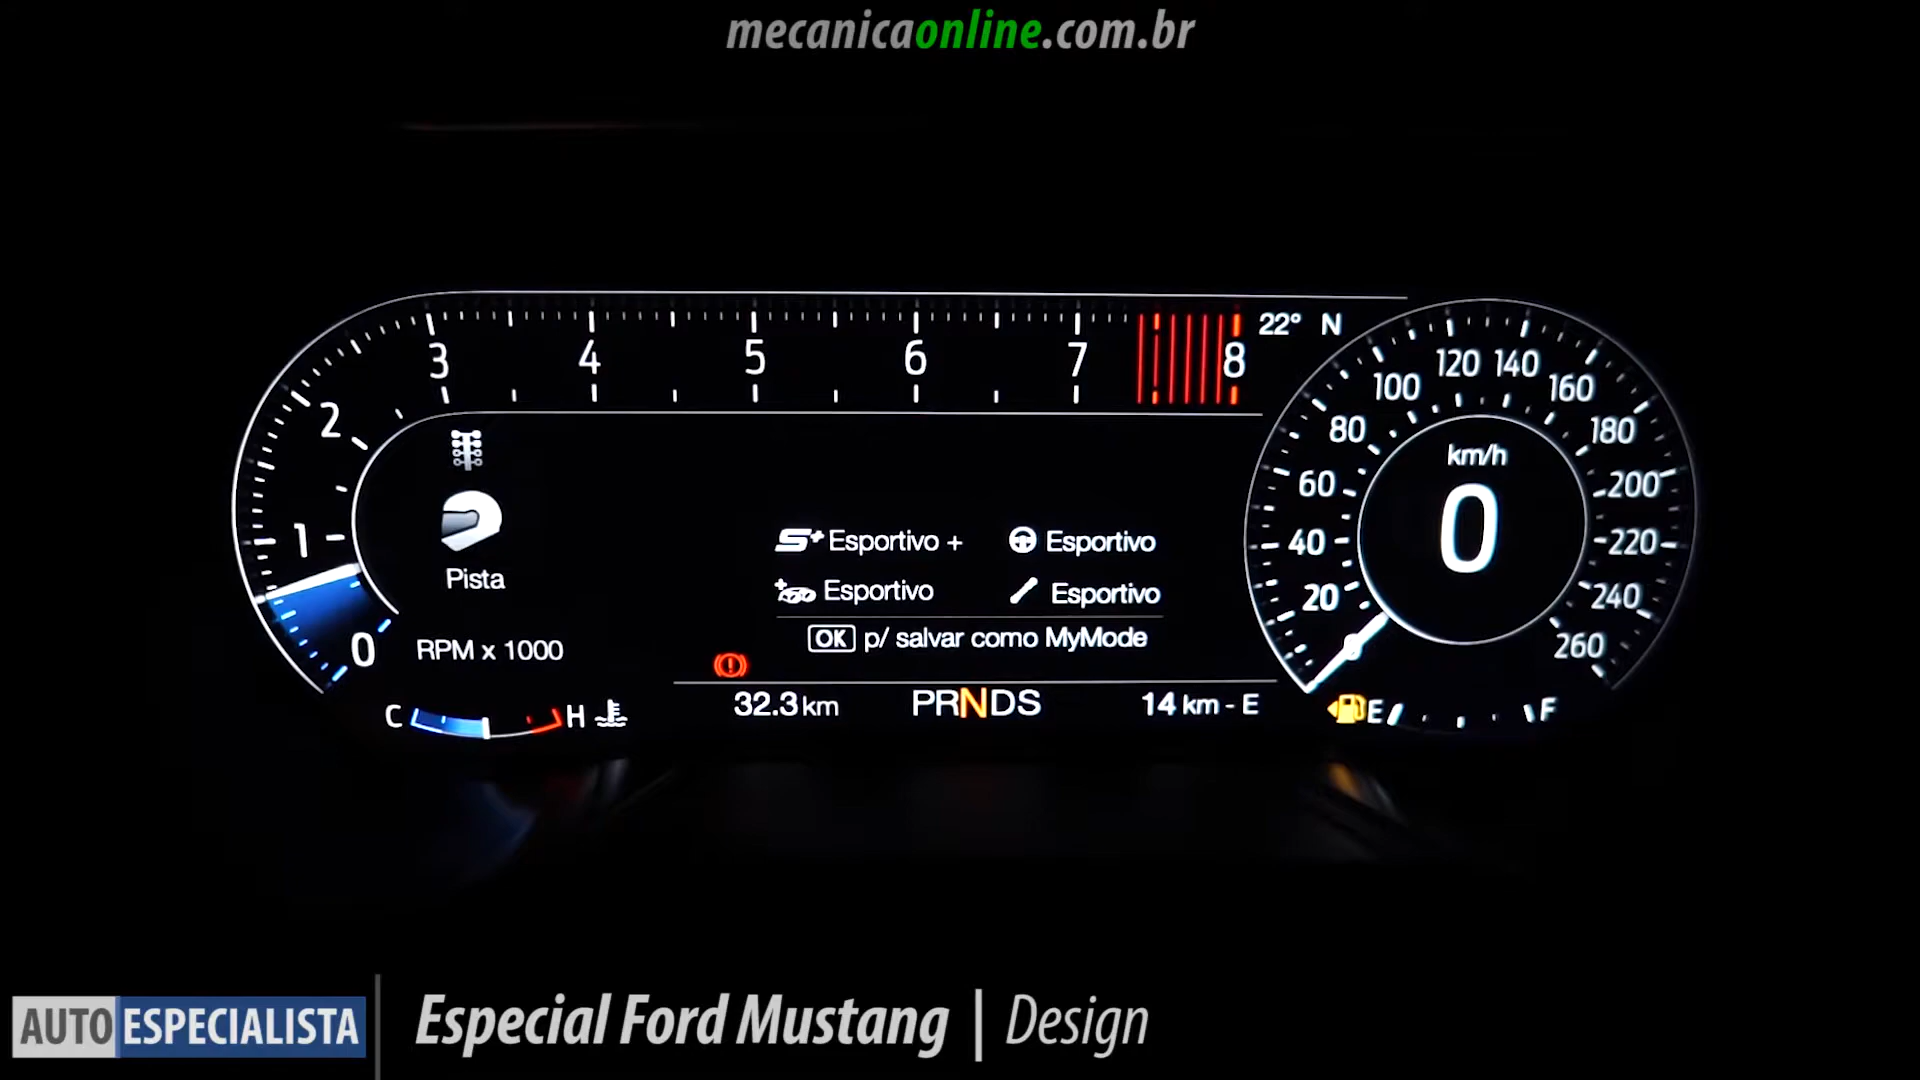 mecanicaonline.com.br
3 4 5 6 7 8
22° N
2
1
0
Pista
RPM x 1000
S+ Esportivo +
Esportivo
Esportivo
Esportivo
OK p/ salvar como MyMode
32.3 km
PRNDS
14 km - E
C H
E F
km/h
0
20
40
60
80
100
120
140
160
180
200
220
240
260
AUTO ESPECIALISTA
Especial Ford Mustang | Design